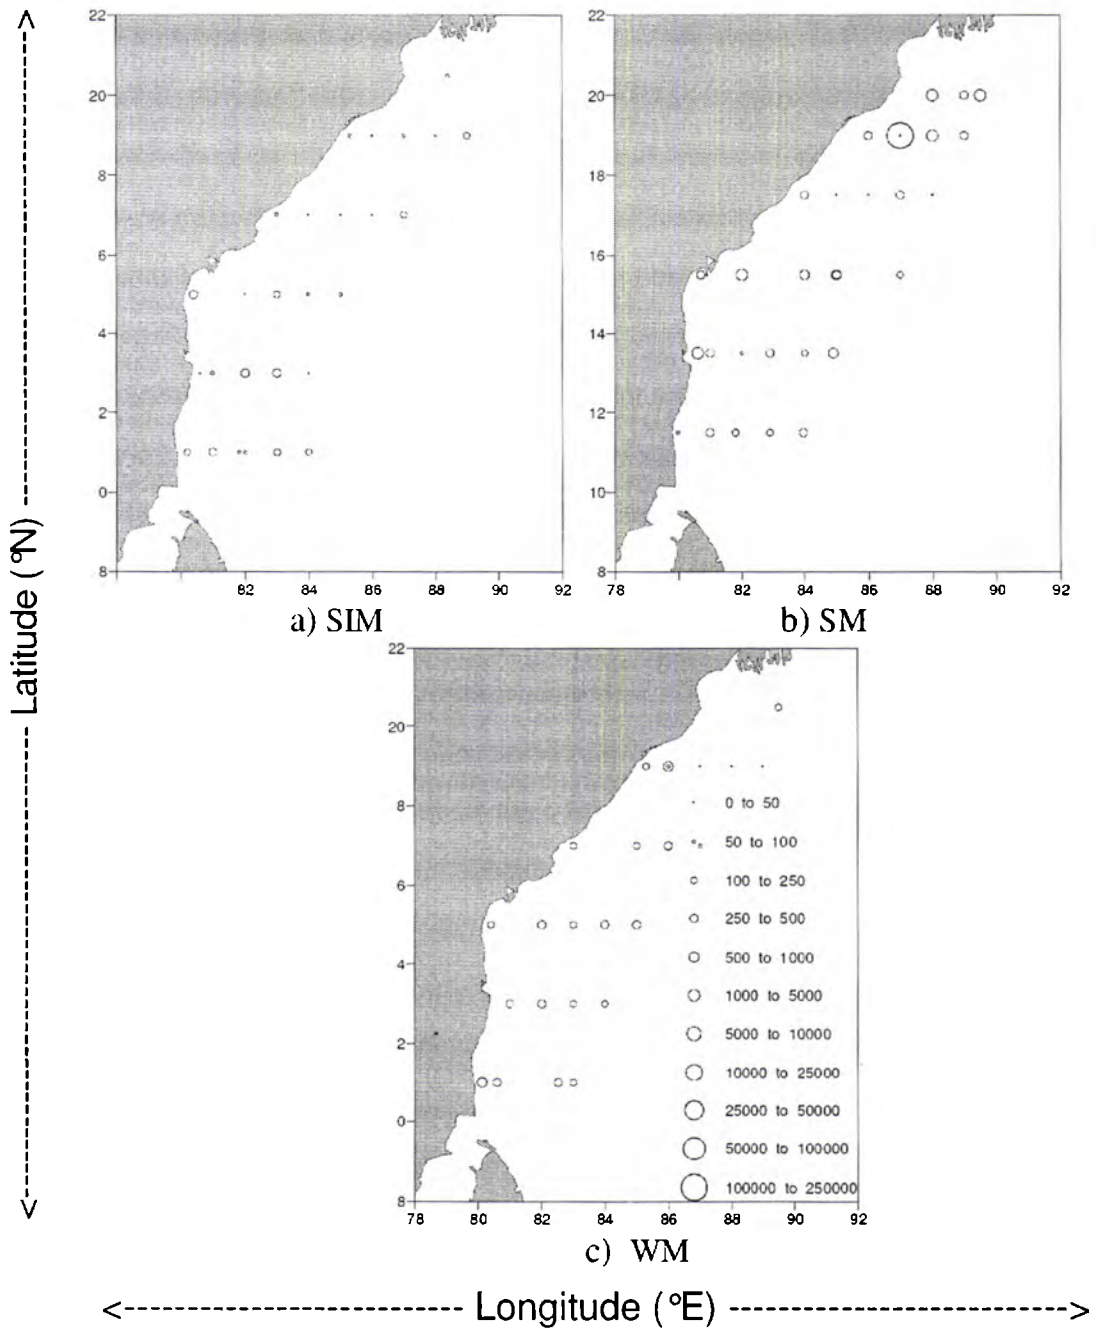 22
20
8
6
4
2
0
8
82 84 86 88 90 92
a) SIM
22
20
18
16
14
12
10
8
78 82 84 86 88 90 92
b) SM
22
20
8
6
4
2
0
8
78 80 82 84 86 88 90 92
c) WM
0 to 50
50 to 100
100 to 250
250 to 500
500 to 1000
1000 to 5000
5000 to 10000
10000 to 25000
25000 to 50000
50000 to 100000
100000 to 250000
Latitude (°N)
Longitude (°E)